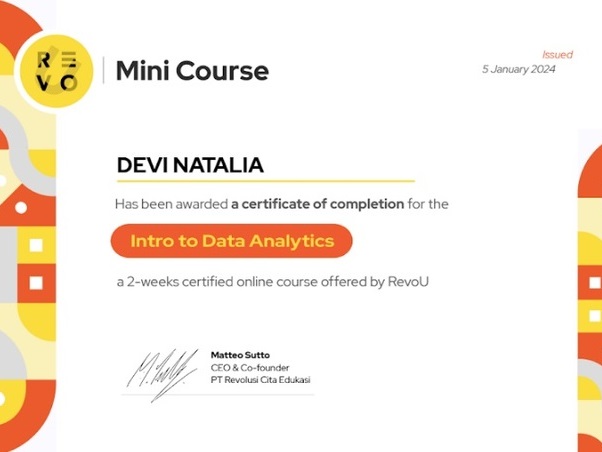 RE
VO
Mini Course
Issued
5 January 2024
DEVI NATALIA
Has been awarded a certificate of completion for the
Intro to Data Analytics
a 2-weeks certified online course offered by RevoU
Matteo Sutto
CEO & Co-founder
PT Revolusi Cita Edukasi